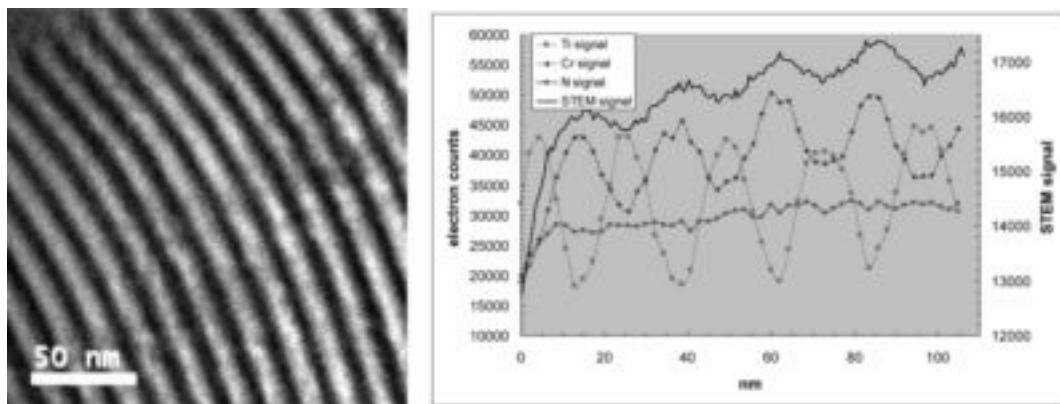 50 nm
60000
55000
50000
45000
40000
35000
30000
25000
20000
15000
10000
electron counts
Ti signal
Cr signal
N signal
STEM signal
17000
16000
15000
14000
13000
12000
STEM signal
0 20 40 60 80 100
nm